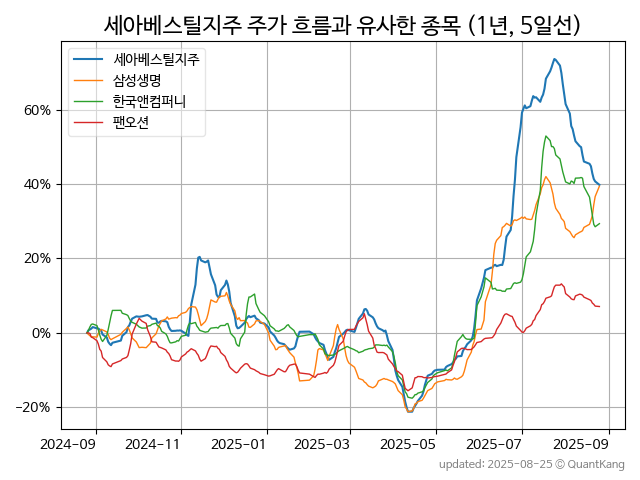 세아베스틸지주 주가 흐름과 유사한 종목 (1년, 5일선)
세아베스틸지주
삼성생명
한국앤컴퍼니
팬오션
60%
40%
20%
0%
−20%
2024-09 2024-11 2025-01 2025-03 2025-05 2025-07 2025-09
updated: 2025-08-25 © QuantKang